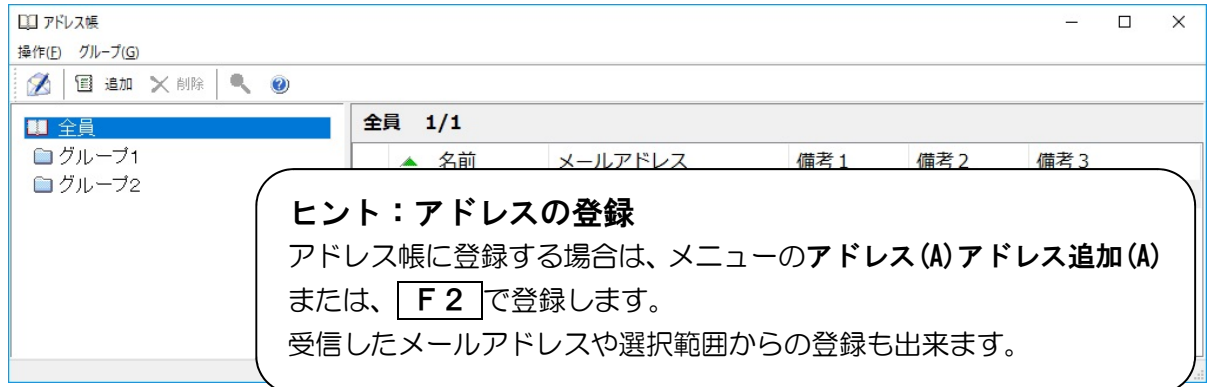 アドレス帳
操作(F) グループ(G)
追加 削除
全員
グループ1
グループ2
全員 1/1
名前 メールアドレス 備考1 備考2 備考3
ヒント：アドレスの登録
アドレス帳に登録する場合は、メニューのアドレス(A)アドレス追加(A)
または、F2で登録します。
受信したメールアドレスや選択範囲からの登録も出来ます。